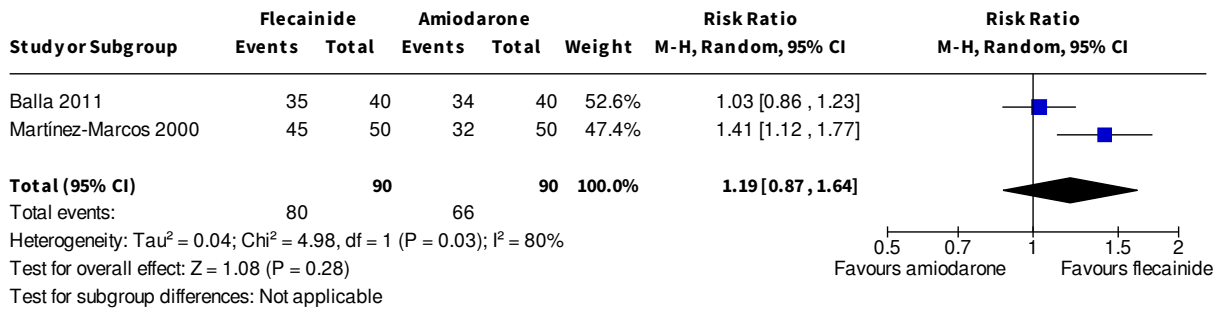 Flecainide Amiodarone Risk Ratio Risk Ratio
Study or Subgroup Events Total Events Total Weight M-H, Random, 95% CI M-H, Random, 95% CI
Balla 2011 35 40 34 40 52.6% 1.03 [0.86 , 1.23]
Martínez-Marcos 2000 45 50 32 50 47.4% 1.41 [1.12 , 1.77]
Total (95% CI) 90 90 100.0% 1.19 [0.87 , 1.64]
Total events: 80 66
Heterogeneity: Tau² = 0.04; Chi² = 4.98, df = 1 (P = 0.03); I² = 80%
0.5 0.7 1 1.5 2
Test for overall effect: Z = 1.08 (P = 0.28)
Favours amiodarone Favours flecainide
Test for subgroup differences: Not applicable